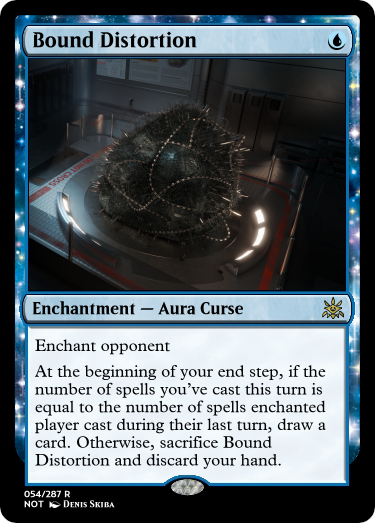 Bound Distortion
Enchantment — Aura Curse
Enchant opponent
At the beginning of your end step, if the
number of spells you've cast this turn is
equal to the number of spells enchanted
player cast during their last turn, draw a
card. Otherwise, sacrifice Bound
Distortion and discard your hand.
054/287 R
NOT Denis Skiba